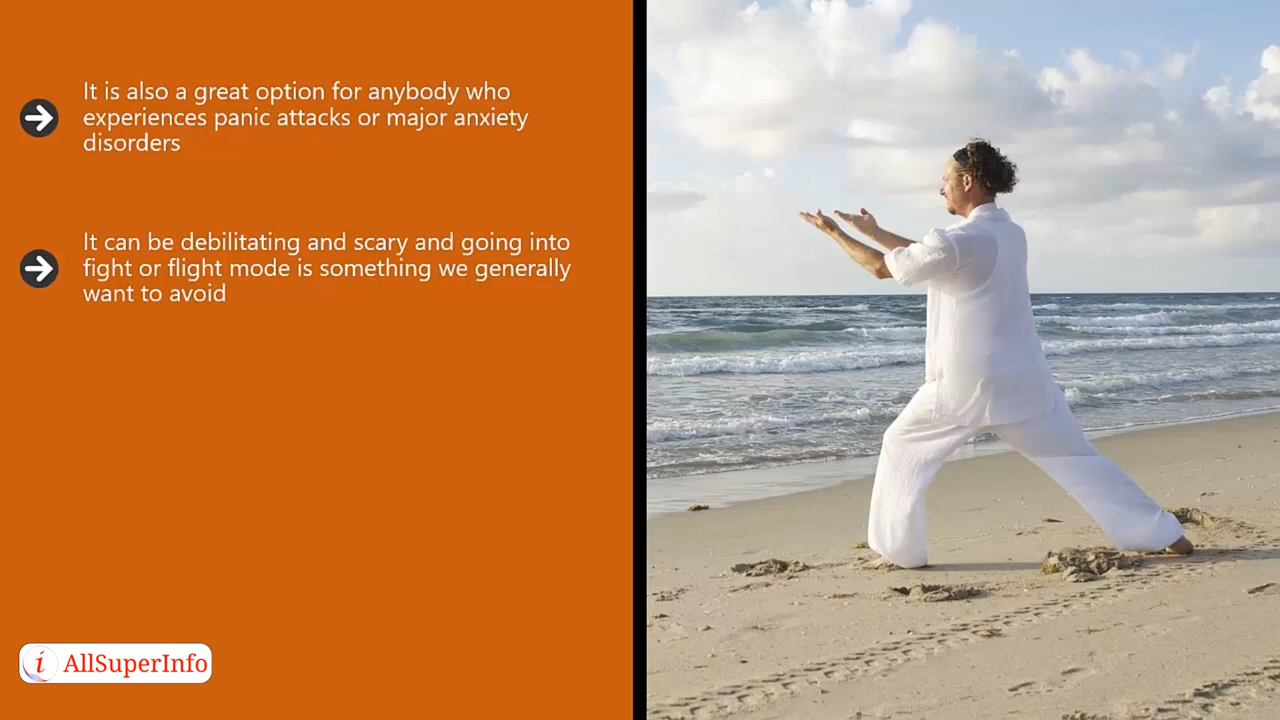 It is also a great option for anybody who
experiences panic attacks or major anxiety
disorders
It can be debilitating and scary and going into
fight or flight mode is something we generally
want to avoid
i AllSuperInfo